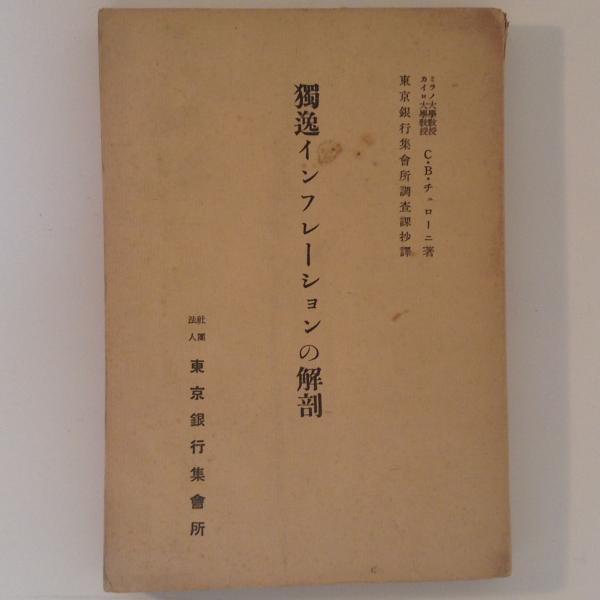 ミラノ大學敎授
カイロ大學敎授
C・B・チュローニ著
東京銀行集會所調査課抄譯
獨逸インフレーションの解剖
社團
法人
東京銀行集會所